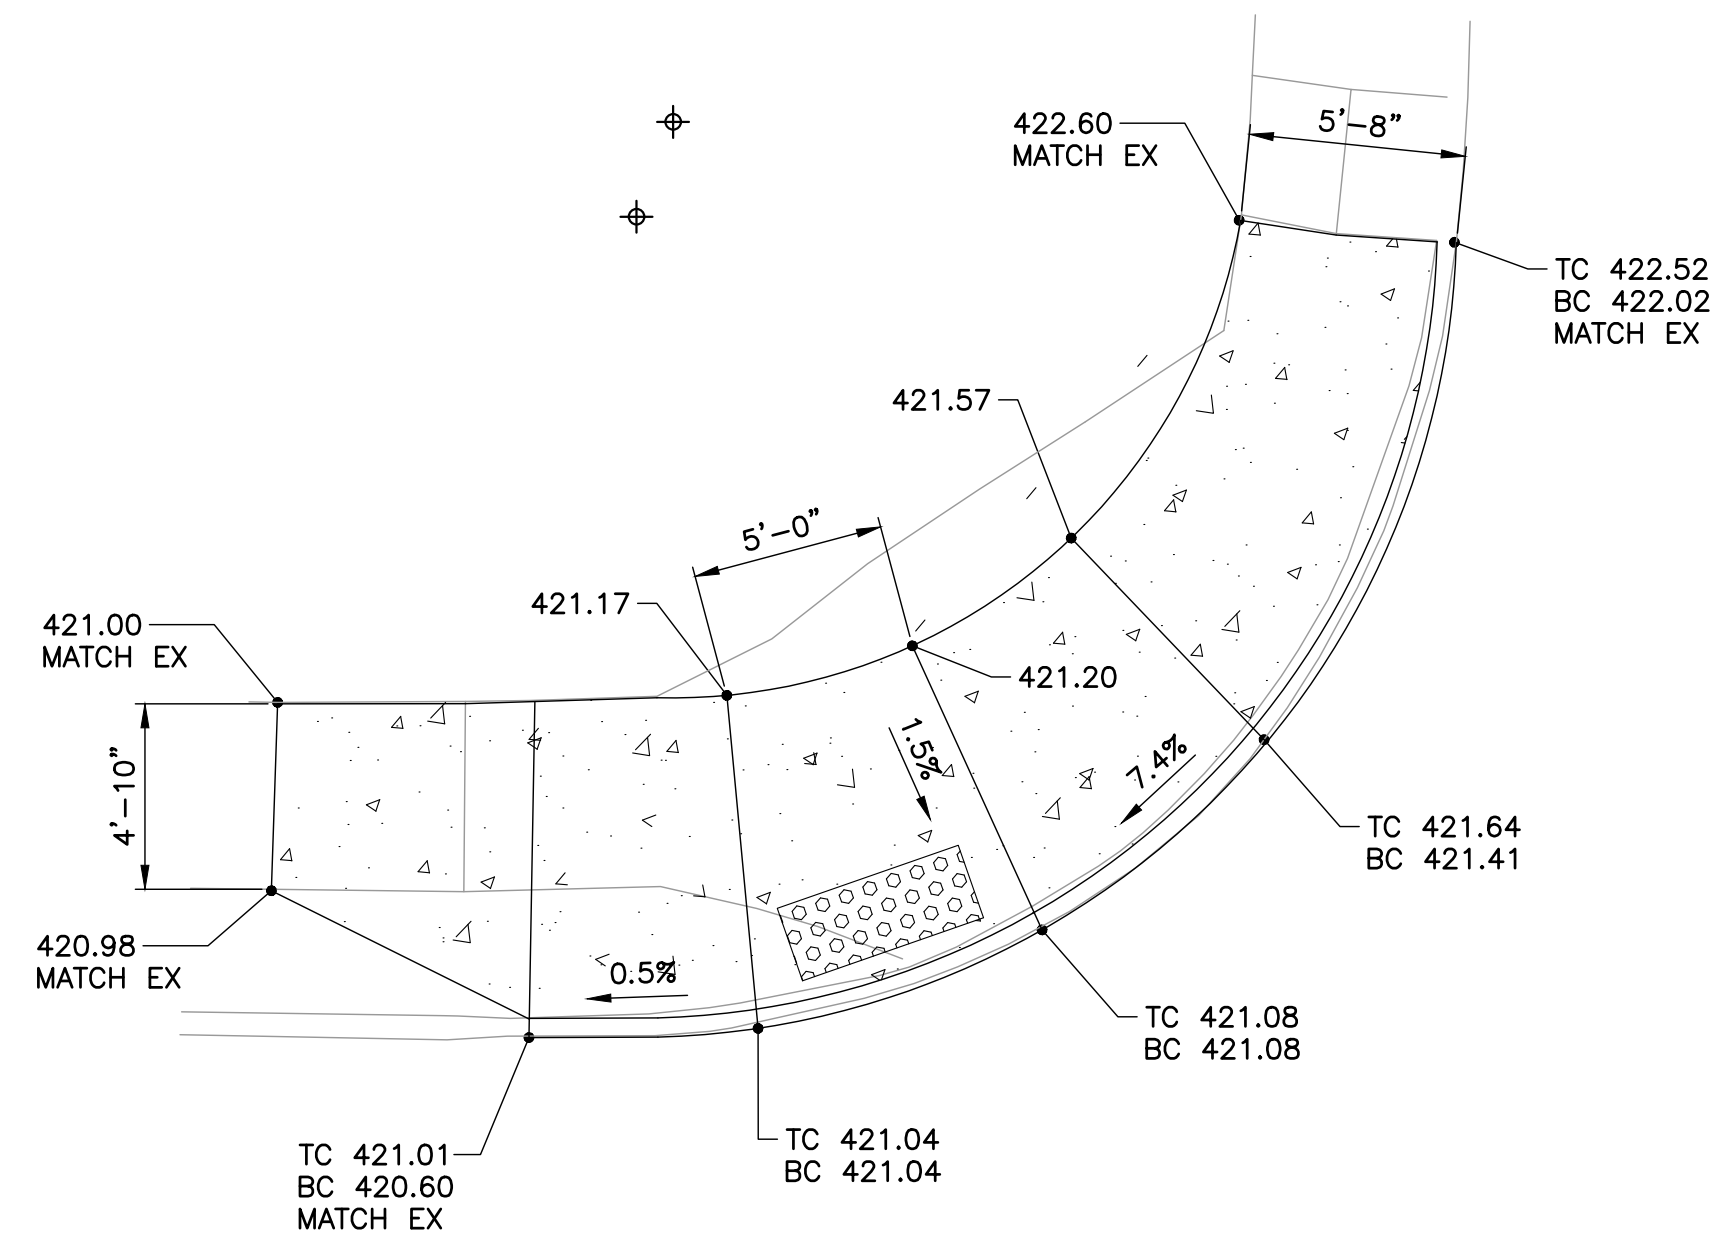 422.60
MATCH EX
5'-8"
TC 422.52
BC 422.02
MATCH EX
421.57
5'-0"
421.17
421.00
MATCH EX
421.20
4'-10"
1.5%
7.4%
TC 421.64
BC 421.41
420.98
MATCH EX
0.5%
TC 421.08
BC 421.08
TC 421.04
BC 421.04
TC 421.01
BC 420.60
MATCH EX